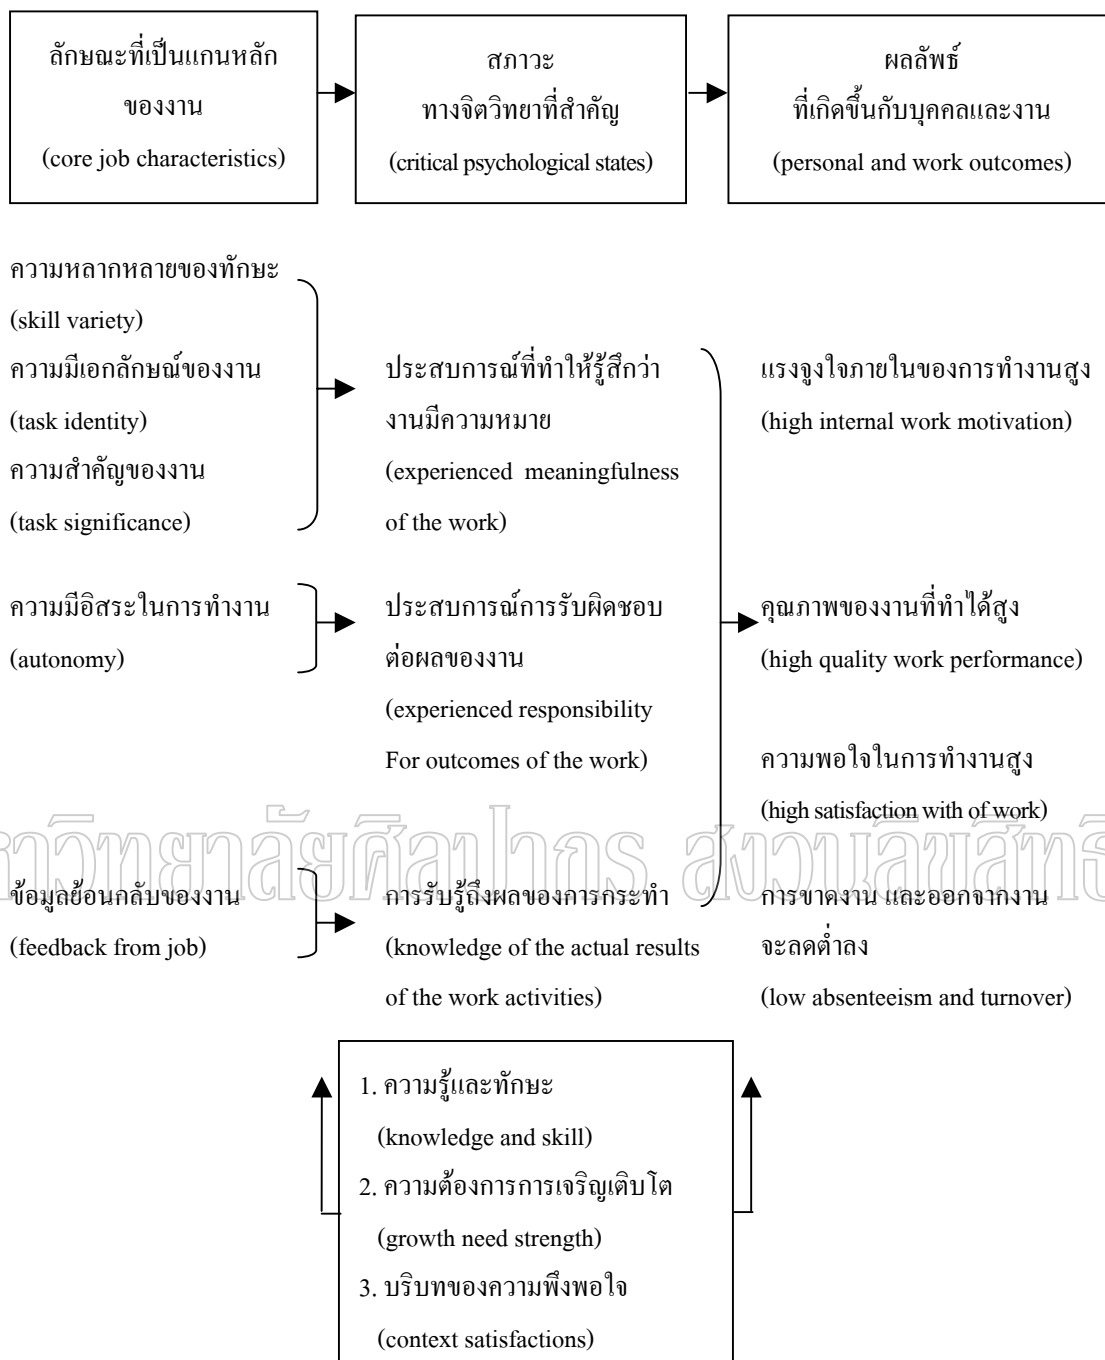 ลักษณะที่เป็นแกนหลัก
ของงาน
(core job characteristics)
สภาวะ
ทางจิตวิทยาที่สำคัญ
(critical psychological states)
ผลลัพธ์
ที่เกิดขึ้นกับบุคคลและงาน
(personal and work outcomes)
ความหลากหลายของทักษะ
(skill variety)
ความมีเอกลักษณ์ของงาน
(task identity)
ความสำคัญของงาน
(task significance)
ประสบการณ์ที่ทำให้รู้สึกว่า
งานมีความหมาย
(experienced meaningfulness
of the work)
แรงจูงใจภายในของการทำงานสูง
(high internal work motivation)
ความมีอิสระในการทำงาน
(autonomy)
ประสบการณ์การรับผิดชอบ
ต่อผลของงาน
(experienced responsibility
For outcomes of the work)
คุณภาพของงานที่ทำได้สูง
(high quality work performance)
ความพอใจในการทำงานสูง
(high satisfaction with of work)
หาวิทยาลัยศิลปากร สงวนลิขสิทธิ
ข้อมูลย้อนกลับของงาน
(feedback from job)
การรับรู้ถึงผลของการกระทำ
(knowledge of the actual results
of the work activities)
การขาดงาน และออกจากงาน
จะลดต่ำลง
(low absenteeism and turnover)
1. ความรู้และทักษะ
(knowledge and skill)
2. ความต้องการการเจริญเติบโต
(growth need strength)
3. บริบทของความพึงพอใจ
(context satisfactions)